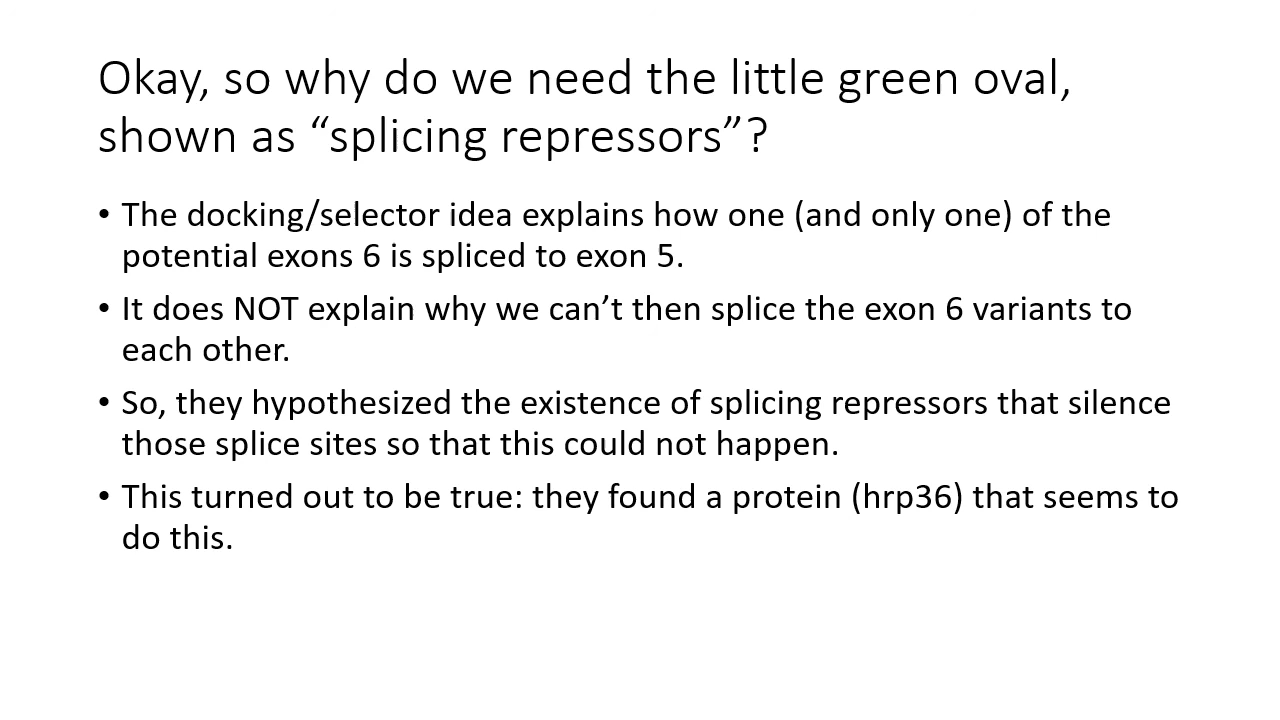 Okay, so why do we need the little green oval,
shown as “splicing repressors”?
• The docking/selector idea explains how one (and only one) of the
potential exons 6 is spliced to exon 5.
• It does NOT explain why we can’t then splice the exon 6 variants to
each other.
• So, they hypothesized the existence of splicing repressors that silence
those splice sites so that this could not happen.
• This turned out to be true: they found a protein (hrp36) that seems to
do this.